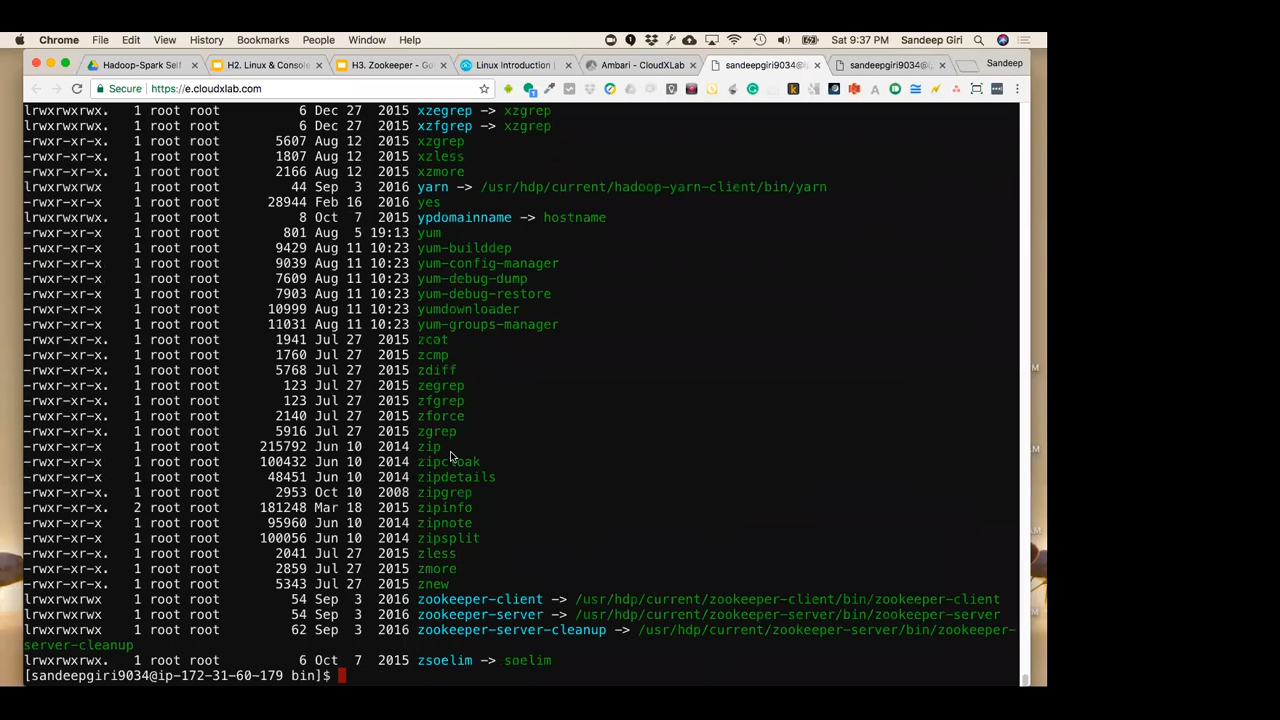 Chrome File Edit View History Bookmarks People Window Help Sat 9:37 PM Sandeep Giri
Hadoop-Spark Self H2. Linux & Console H3. Zookeeper - Go Linux Introduction Ambari - CloudXLab sandeepgiri9034@ sandeepgiri9034@ip Sandeep
Secure https://e.cloudxlab.com
lrwxrwxrwx. 1 root root 6 Dec 27 2015 xzegrep -> xzgrep
lrwxrwxrwx. 1 root root 6 Dec 27 2015 xzfgrep -> xzgrep
-rwxr-xr-x. 1 root root 5607 Aug 12 2015 xzgrep
-rwxr-xr-x. 1 root root 1807 Aug 12 2015 xzless
-rwxr-xr-x. 1 root root 2166 Aug 12 2015 xzmore
lrwxrwxrwx 1 root root 44 Sep 3 2016 yarn -> /usr/hdp/current/hadoop-yarn-client/bin/yarn
-rwxr-xr-x 1 root root 28944 Feb 16 2016 yes
lrwxrwxrwx. 1 root root 8 Oct 7 2015 ypdomainname -> hostname
-rwxr-xr-x 1 root root 801 Aug 5 19:13 yum
-rwxr-xr-x 1 root root 9429 Aug 11 10:23 yum-builddep
-rwxr-xr-x 1 root root 9039 Aug 11 10:23 yum-config-manager
-rwxr-xr-x 1 root root 7609 Aug 11 10:23 yum-debug-dump
-rwxr-xr-x 1 root root 7903 Aug 11 10:23 yum-debug-restore
-rwxr-xr-x 1 root root 10999 Aug 11 10:23 yumdownloader
-rwxr-xr-x 1 root root 11031 Aug 11 10:23 yum-groups-manager
-rwxr-xr-x. 1 root root 1941 Jul 27 2015 zcat
-rwxr-xr-x. 1 root root 1760 Jul 27 2015 zcmp
-rwxr-xr-x. 1 root root 5768 Jul 27 2015 zdiff
-rwxr-xr-x. 1 root root 123 Jul 27 2015 zegrep
-rwxr-xr-x. 1 root root 123 Jul 27 2015 zfgrep
-rwxr-xr-x. 1 root root 2140 Jul 27 2015 zforce
-rwxr-xr-x. 1 root root 5916 Jul 27 2015 zgrep
-rwxr-xr-x. 1 root root 215792 Jun 10 2014 zip
-rwxr-xr-x. 1 root root 100432 Jun 10 2014 zipcloak
-rwxr-xr-x. 1 root root 48451 Jun 10 2014 zipdetails
-rwxr-xr-x. 1 root root 2953 Oct 10 2008 zipgrep
-rwxr-xr-x. 2 root root 181248 Mar 18 2015 zipinfo
-rwxr-xr-x. 1 root root 95960 Jun 10 2014 zipnote
-rwxr-xr-x. 1 root root 100056 Jun 10 2014 zipsplit
-rwxr-xr-x. 1 root root 2041 Jul 27 2015 zless
-rwxr-xr-x. 1 root root 2859 Jul 27 2015 zmore
-rwxr-xr-x. 1 root root 5343 Jul 27 2015 znew
lrwxrwxrwx 1 root root 54 Sep 3 2016 zookeeper-client -> /usr/hdp/current/zookeeper-client/bin/zookeeper-client
lrwxrwxrwx 1 root root 54 Sep 3 2016 zookeeper-server -> /usr/hdp/current/zookeeper-server/bin/zookeeper-server
lrwxrwxrwx 1 root root 62 Sep 3 2016 zookeeper-server-cleanup -> /usr/hdp/current/zookeeper-server/bin/zookeeper-
server-cleanup
lrwxrwxrwx. 1 root root 6 Oct 7 2015 zsoelim -> soelim
[sandeepgiri9034@ip-172-31-60-179 bin]$